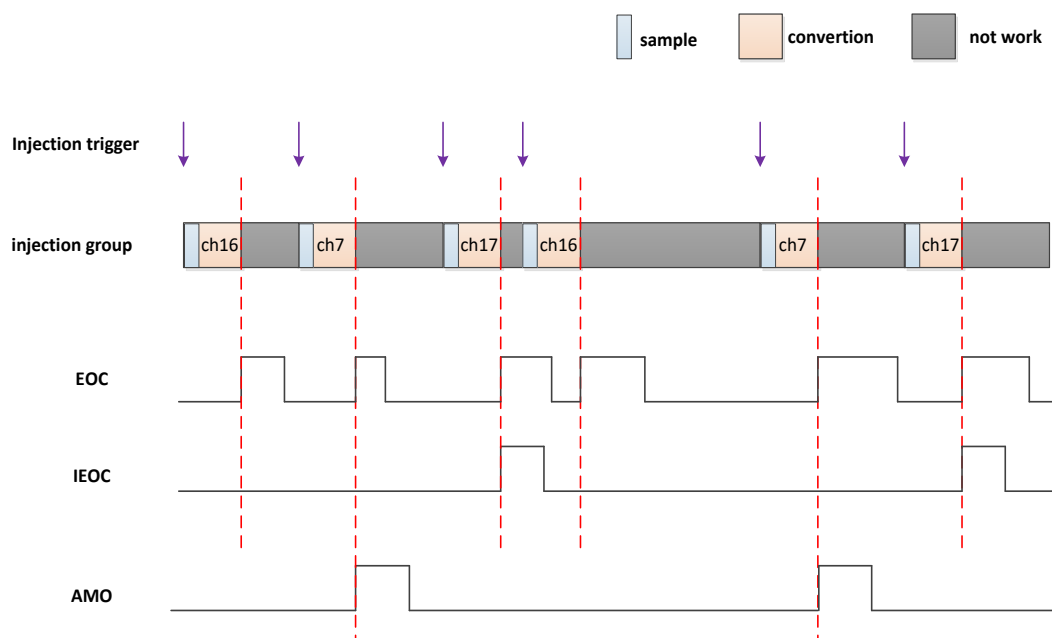 sample convertion not work
Injection trigger
injection group ch16 ch7 ch17 ch16 ch7 ch17
EOC
IEOC
AMO